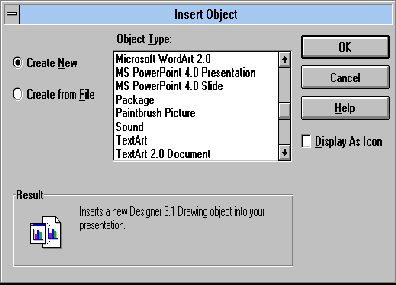 Insert Object
Object Type:
Create New
Create from File
Microsoft WordArt 2.0
MS PowerPoint 4.0 Presentation
MS PowerPoint 4.0 Slide
Package
Paintbrush Picture
Sound
TextArt
TextArt 2.0 Document
OK
Cancel
Help
Display As Icon
Result
Inserts a new Designer 3.1 Drawing object into your
presentation.